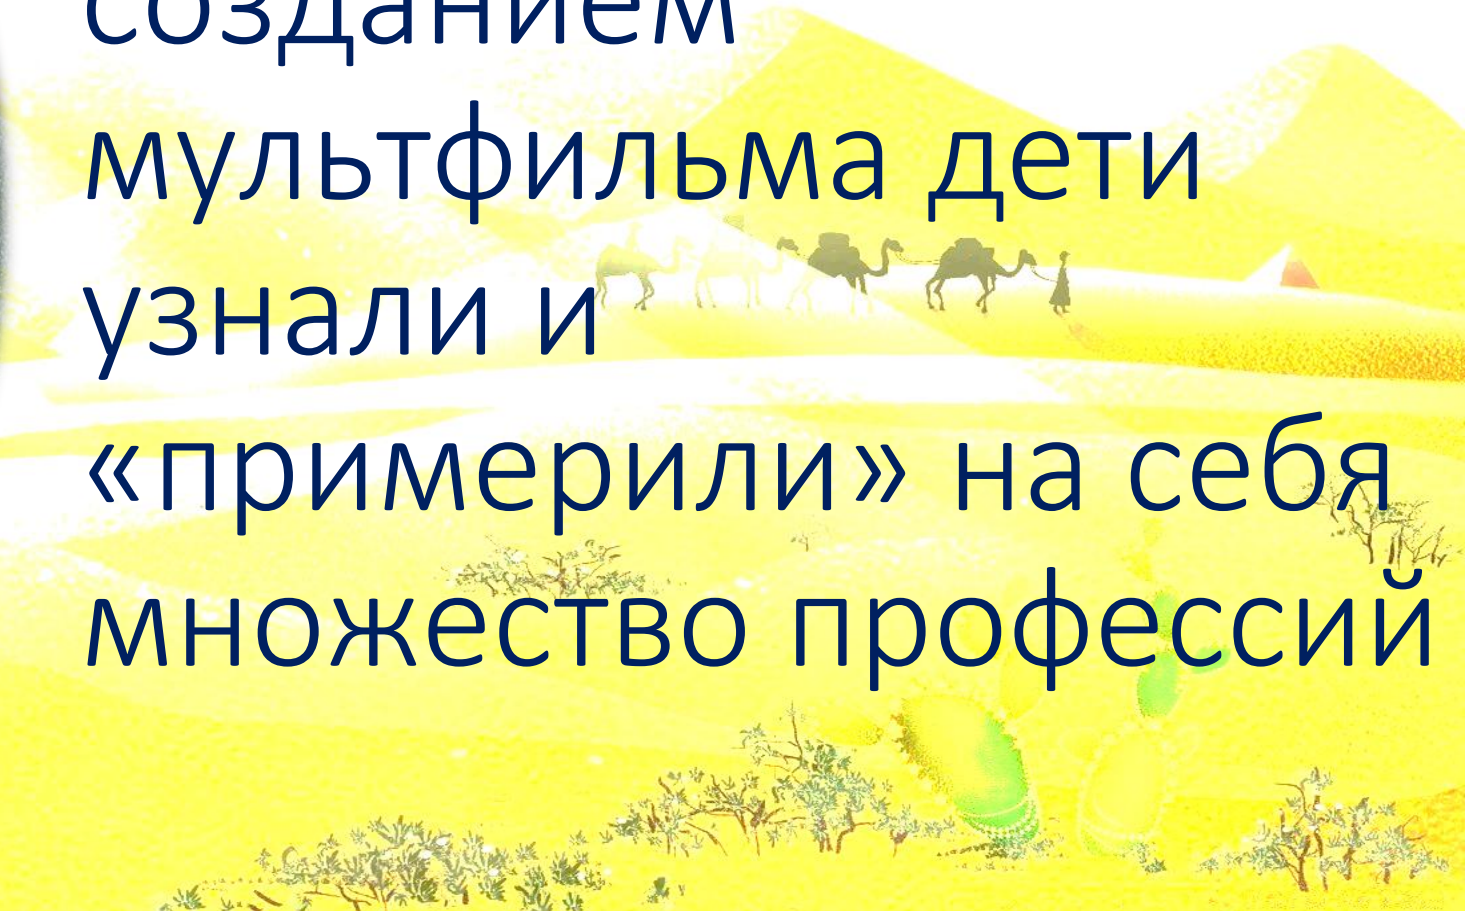 созданием
мультфильма дети
узнали и
«примерили» на себя
множество профессий